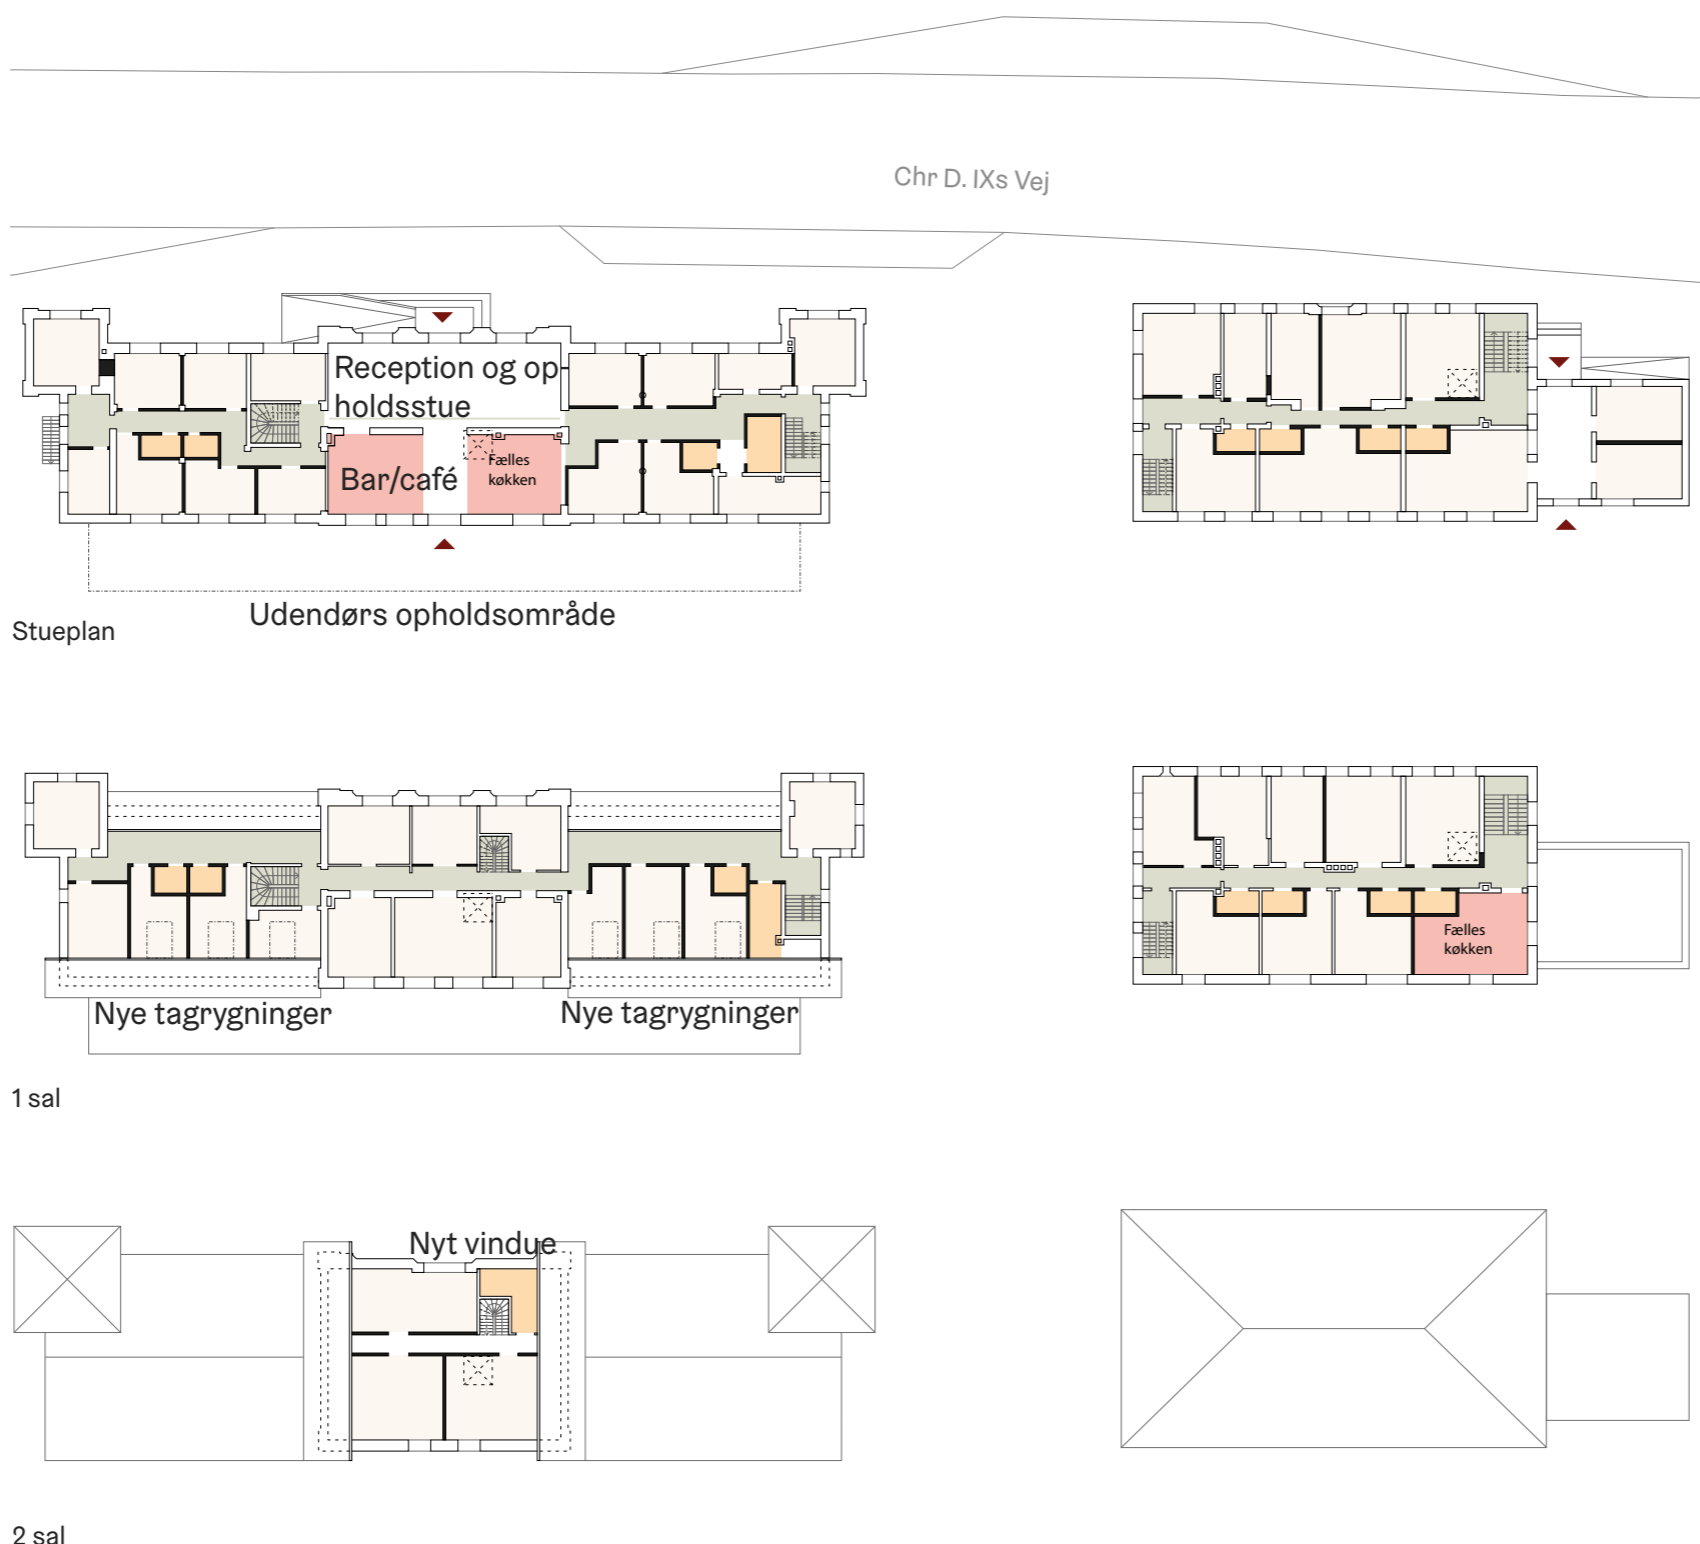 Chr D. IXs Vej
Reception og op
holdsstue
Bar/café
Fælles
køkken
Udendørs opholdsområde
Stueplan
Fælles
køkken
Nye tagrygninger
Nye tagrygninger
1 sal
Nyt vindue
2 sal